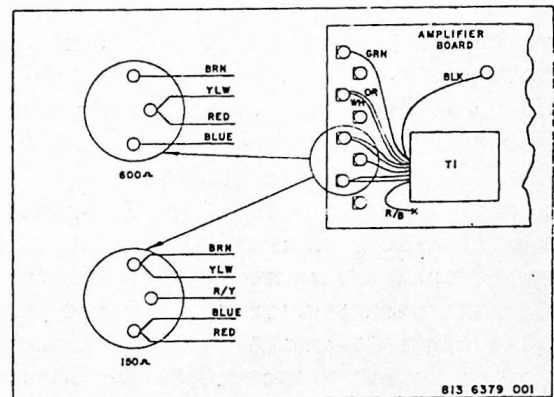 AMPLIFIER
BOARD
GRN
BLK
OR
WH
T1
R/B
BRN
YLW
RED
BLUE
600Ω
BRN
YLW
R/Y
BLUE
RED
150Ω
813 6379 001